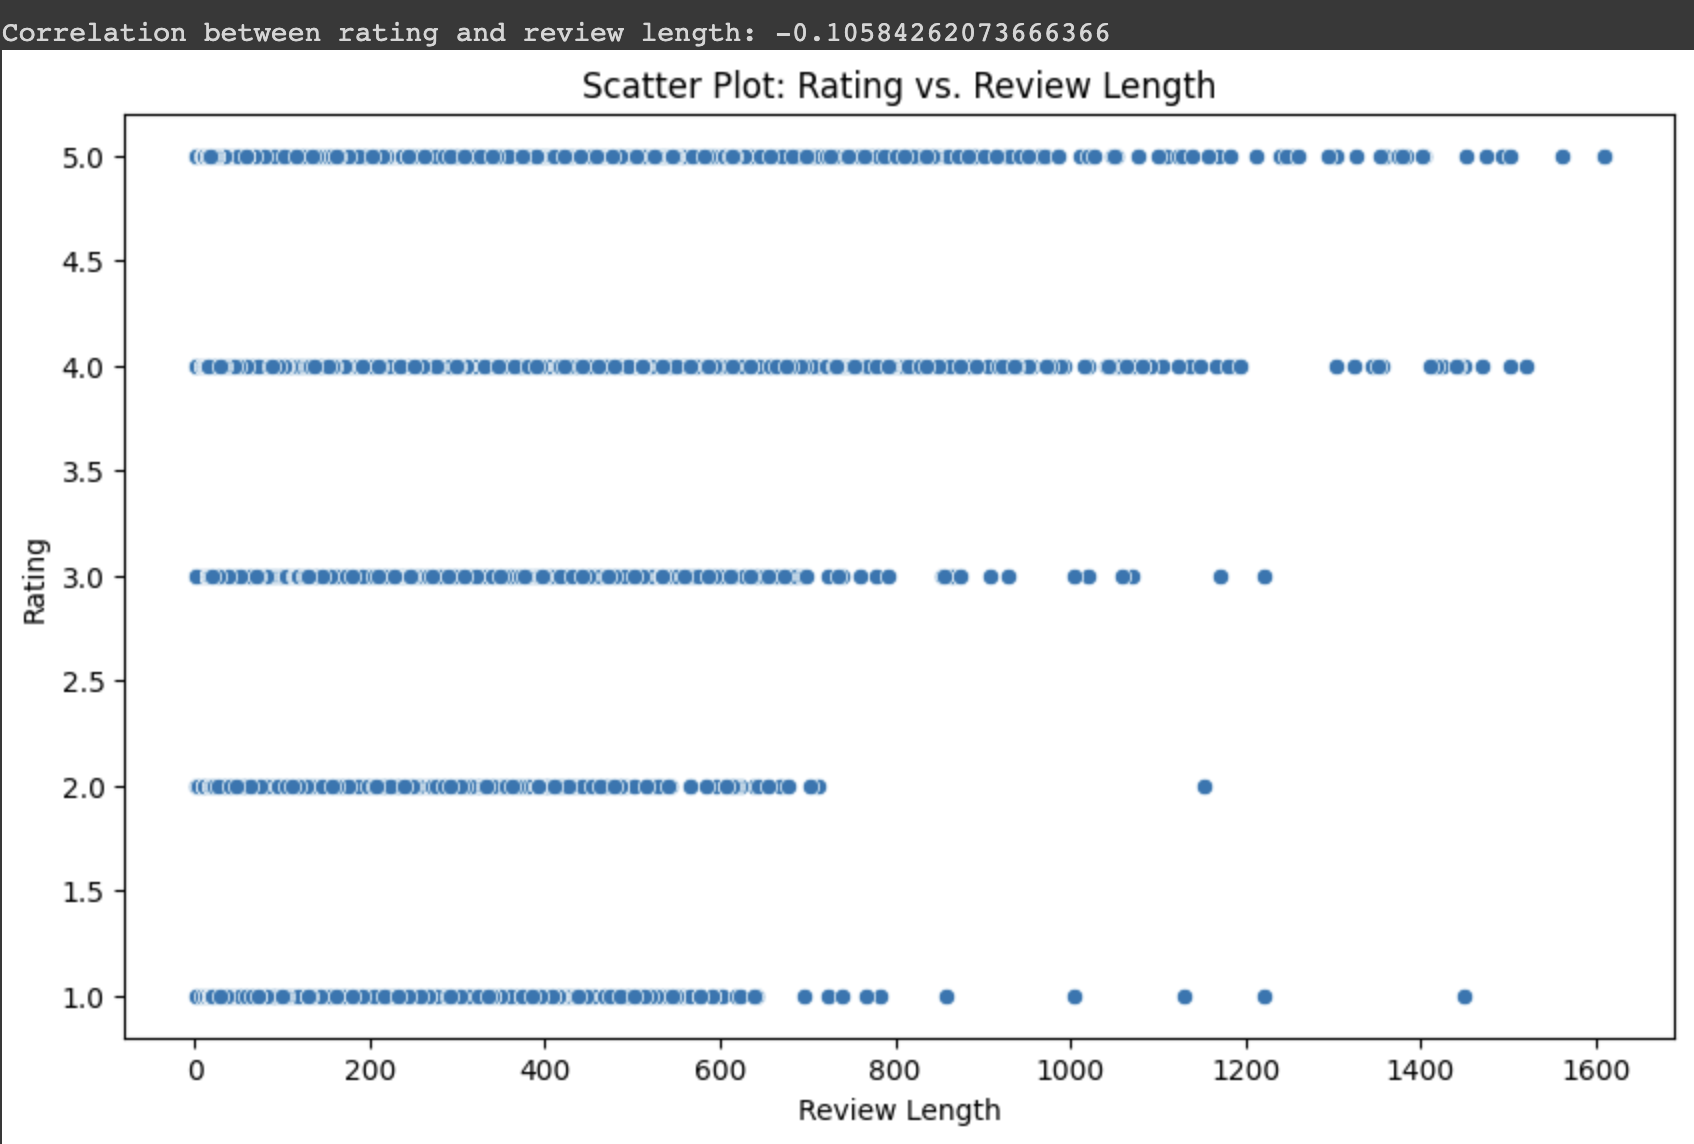 Correlation between rating and review length: -0.10584262073666366
Scatter Plot: Rating vs. Review Length
5.0
4.5
4.0
3.5
3.0
2.5
2.0
1.5
1.0
Rating
0 200 400 600 800 1000 1200 1400 1600
Review Length